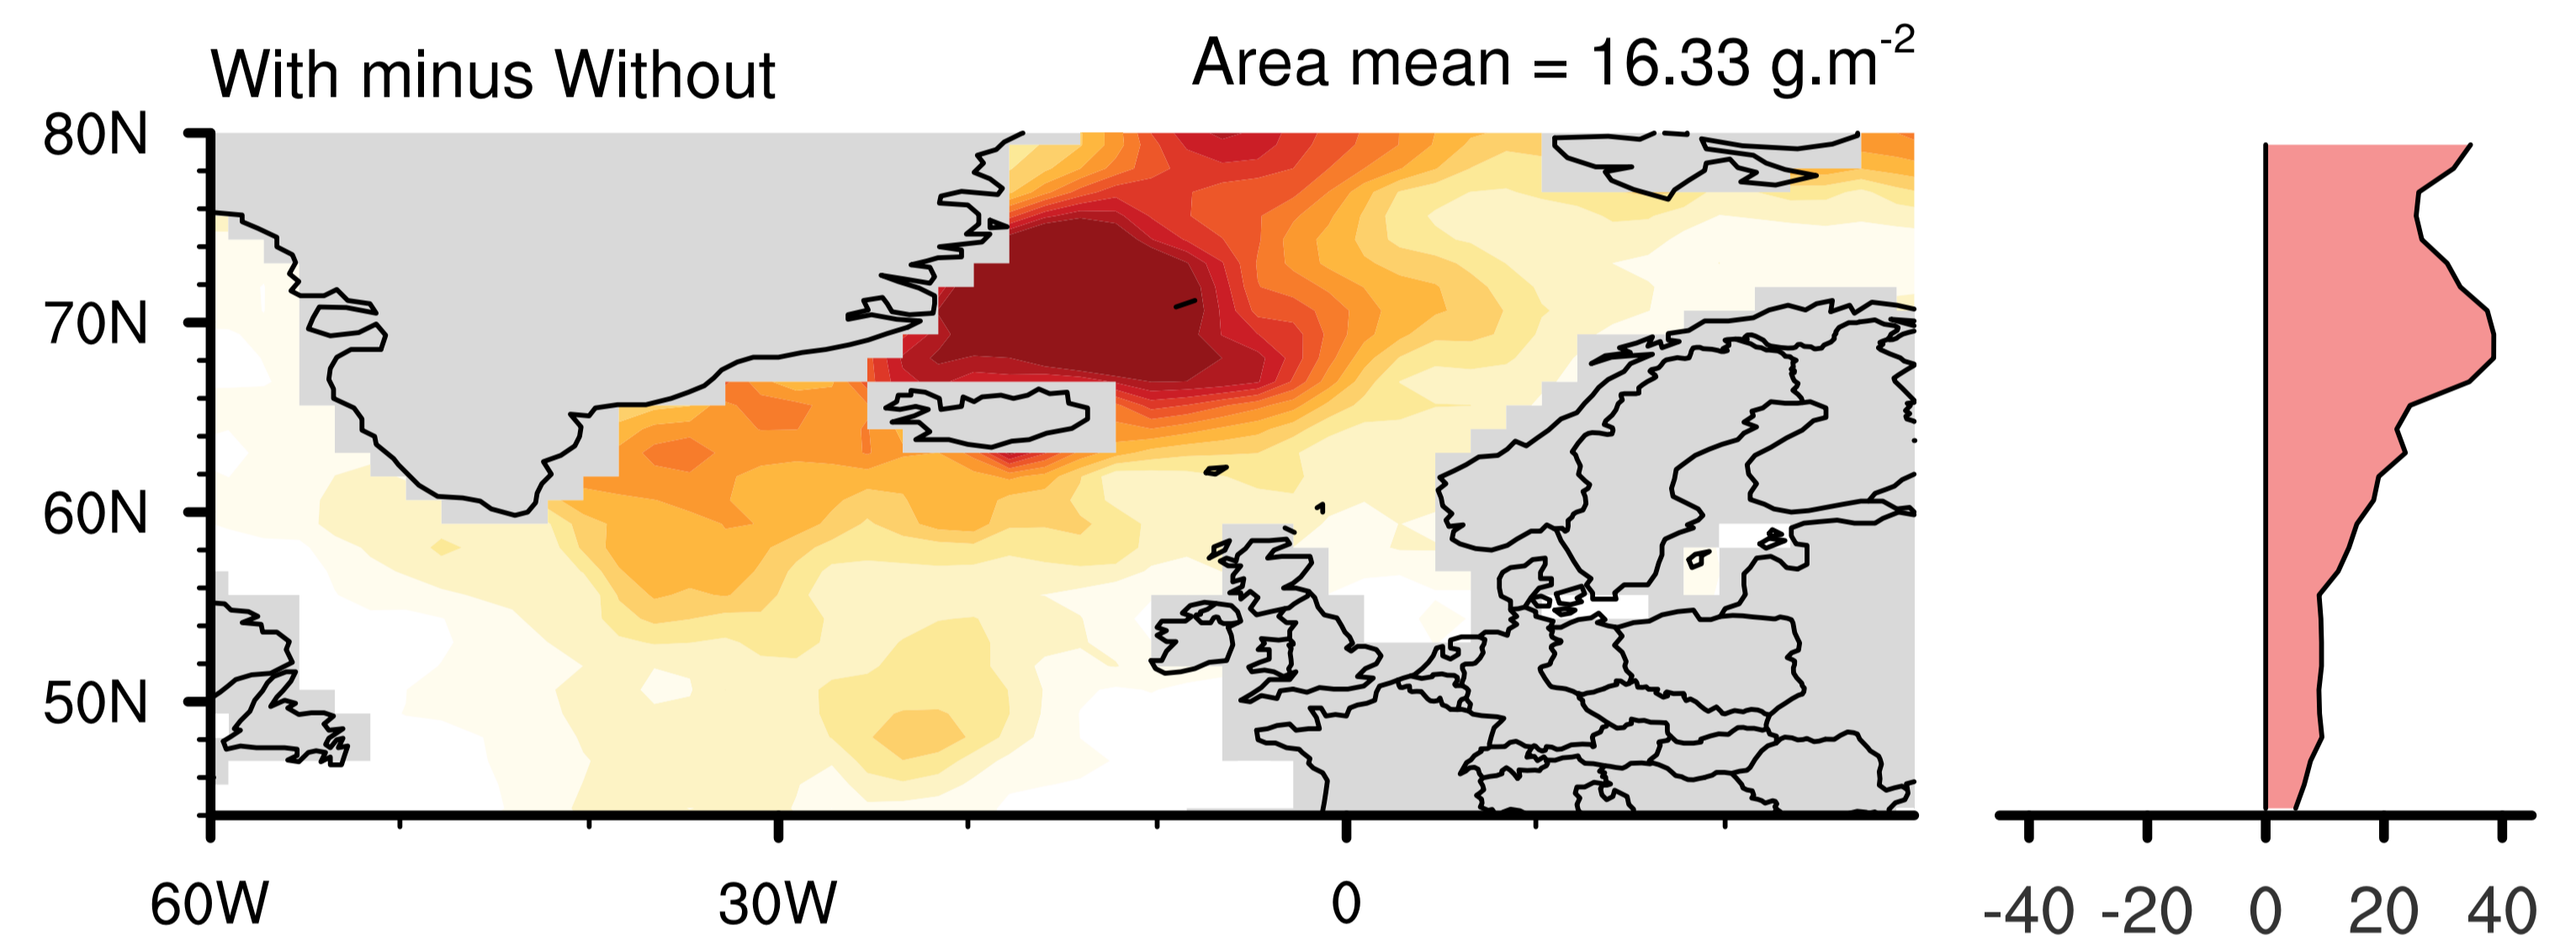 With minus Without
Area mean = 16.33 g.m⁻²
80N
70N
60N
50N
60W 30W 0
-40 -20 0 20 40